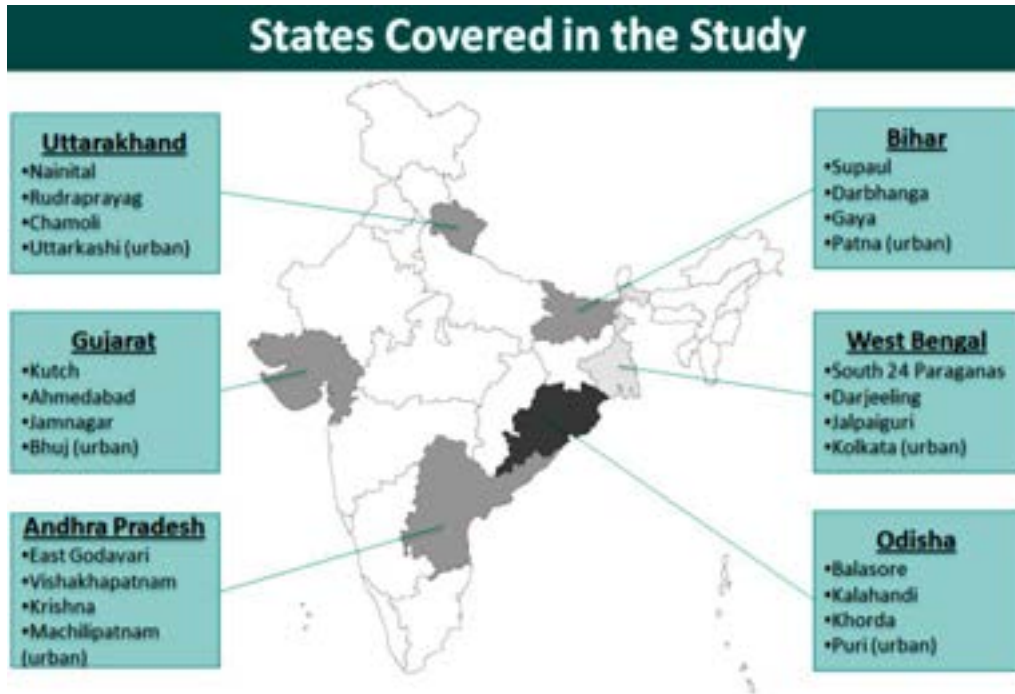 States Covered in the Study
Uttarakhand
•Nainital
•Rudraprayag
•Chamoli
•Uttarkashi (urban)
Gujarat
•Kutch
•Ahmedabad
•Jamnagar
•Bhuj (urban)
Andhra Pradesh
•East Godavari
•Vishakhapatnam
•Krishna
•Machilipatnam
(urban)
Bihar
•Supaul
•Darbhanga
•Gaya
•Patna (urban)
West Bengal
•South 24 Paraganas
•Darjeeling
•Jalpaiguri
•Kolkata (urban)
Odisha
•Balasore
•Kalahandi
•Khorda
•Puri (urban)